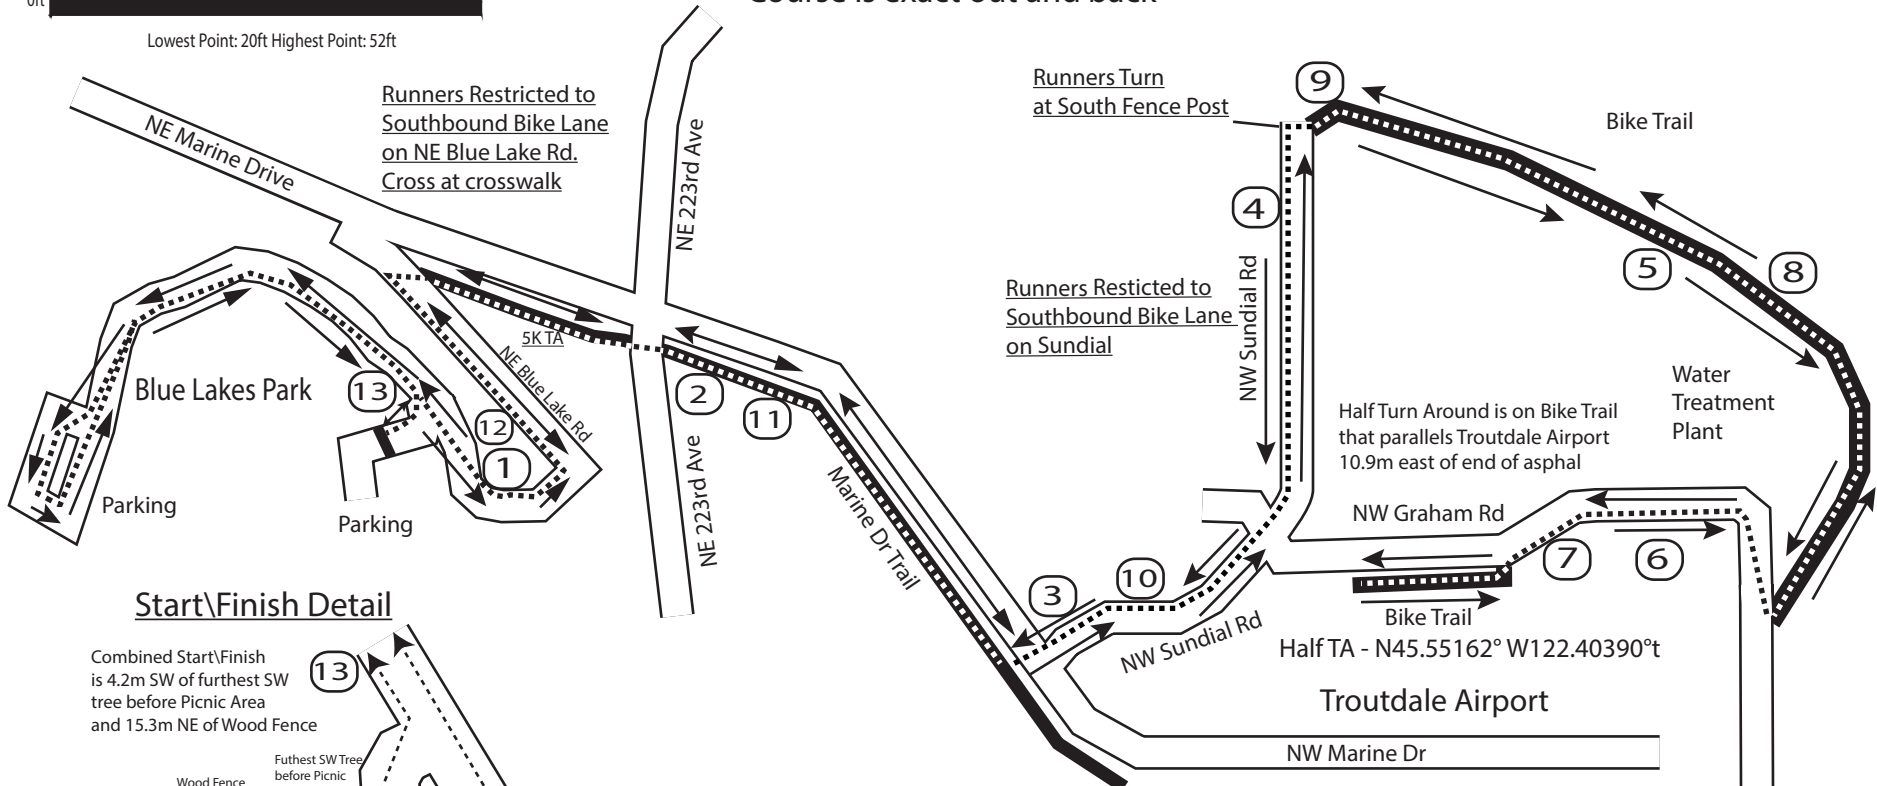 0ft
Course is exact out and back
Lowest Point: 20ft Highest Point: 52ft
NE Marine Drive
Runners Restricted to
Southbound Bike Lane
on NE Blue Lake Rd.
Cross at crosswalk
NE 223rd Ave
Runners Turn
at South Fence Post
9
Bike Trail
4
5
8
Runners Resticted to
Southbound Bike Lane
on Sundial
NW Sundial Rd
5K TA
NE Blue Lake Rd
Blue Lakes Park
13
12
1
2
11
Water
Treatment
Plant
Half Turn Around is on Bike Trail
that parallels Troutdale Airport
10.9m east of end of asphal
Parking
Parking
NE 223rd Ave
Marine Dr Trail
NW Graham Rd
7
6
3
10
Bike Trail
NW Sundial Rd
Half TA - N45.55162° W122.40390°t
Troutdale Airport
NW Marine Dr
Start\Finish Detail
Combined Start\Finish
is 4.2m SW of furthest SW
tree before Picnic Area
and 15.3m NE of Wood Fence
13
Futhest SW Tree
before Picnic
Wood Fence